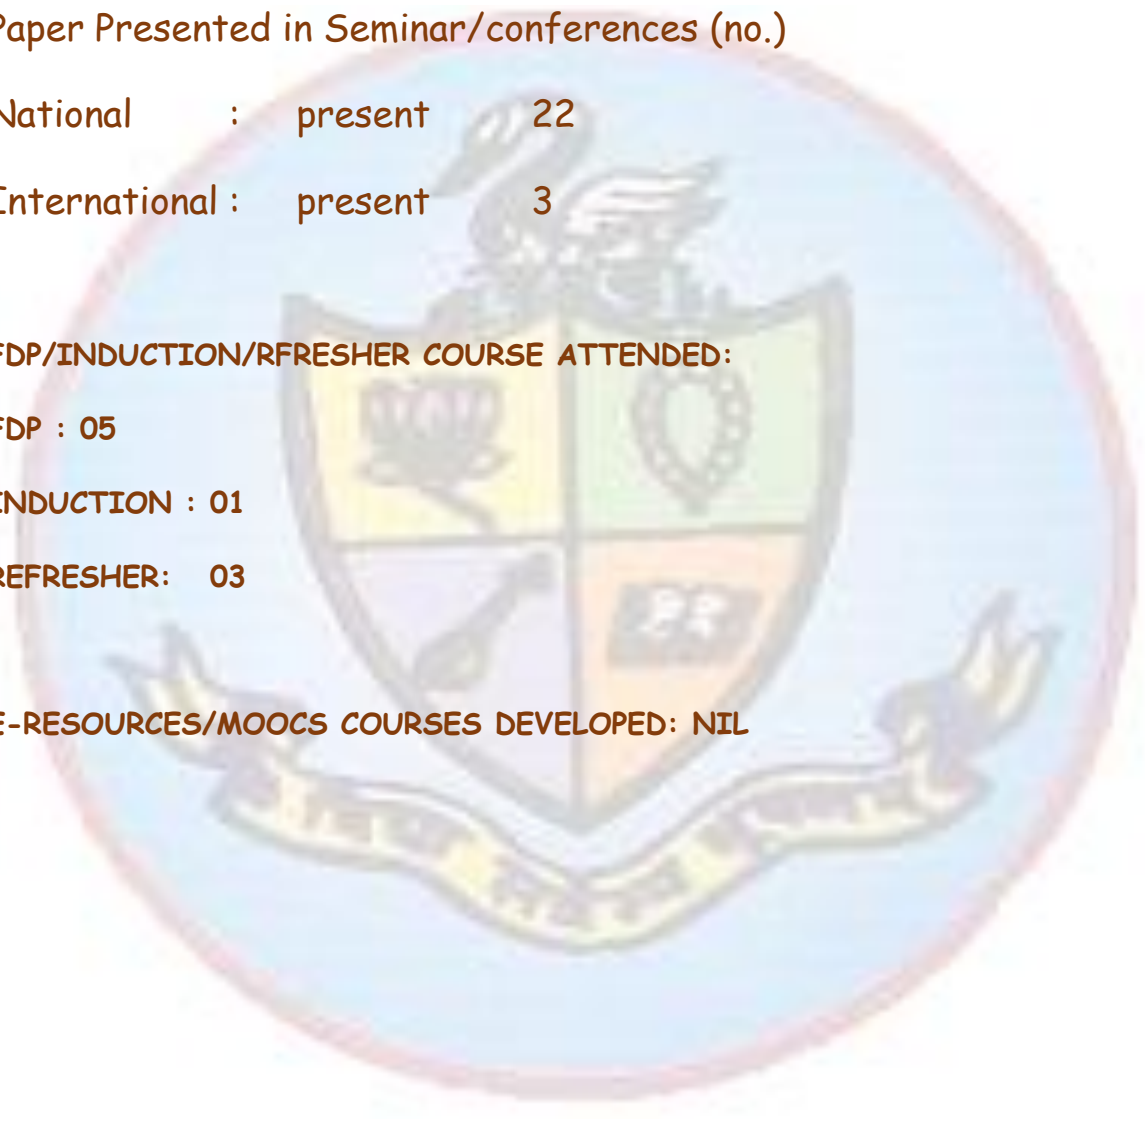 Paper Presented in Seminar/conferences (no.)
National : present 22
International : present 3
FDP/INDUCTION/RFRESHER COURSE ATTENDED:
FDP : 05
INDUCTION : 01
REFRESHER: 03
E-RESOURCES/MOOCS COURSES DEVELOPED: NIL